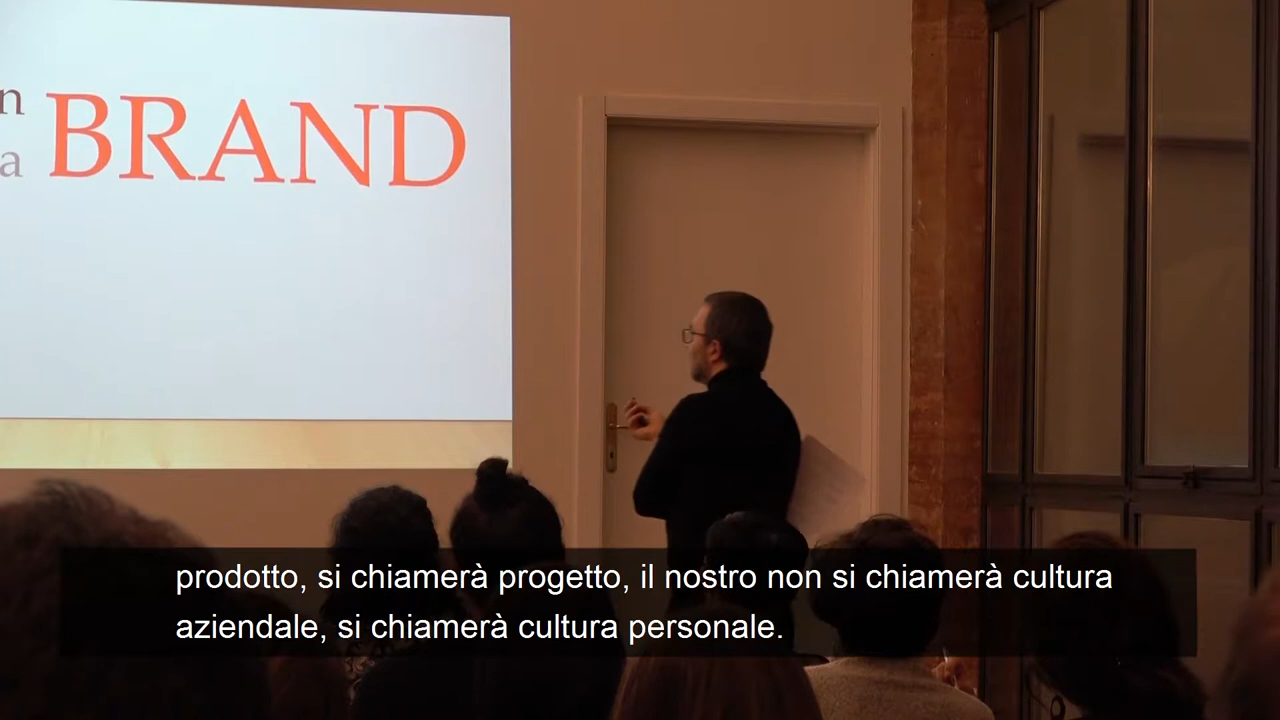 n
a BRAND
prodotto, si chiamerà progetto, il nostro non si chiamerà cultura
aziendale, si chiamerà cultura personale.